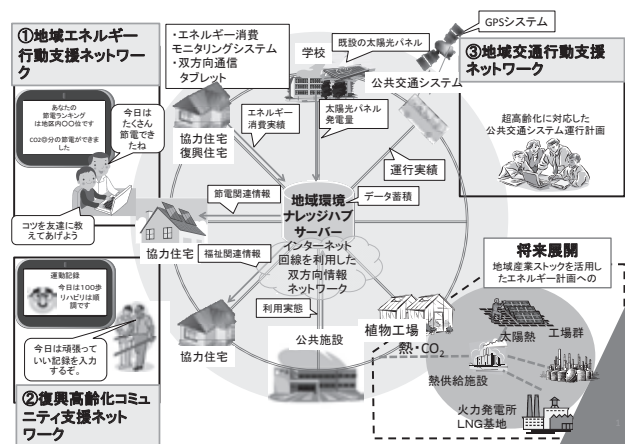 ①地域エネルギー
行動支援ネットワー
ク
・エネルギー消費
モニタリングシステム
・双方向通信
タブレット
学校
既設の太陽光パネル
GPSシステム
③地域交通行動支援
ネットワーク
公共交通システム
あなたの
節電ランキング
は地区内〇〇位です
CO2@分の節電ができま
した
今日は
たくさん
節電でき
たね
協力住宅
復興住宅
エネルギー
消費実績
太陽光パネル
発電量
超高齢化に対応した
公共交通システム運行計画
運行実績
節電関連情報
地域環境
ナレッジハブ
サーバー
データ蓄積
インターネット
回線を利用した
双方向情報
ネットワーク
コツを友達に教
えてあげよう
協力住宅
福祉関連情報
将来展開
地域産業ストックを活用し
たエネルギー計画への
運動記録
今日は100歩
リハビリは順
調です
利用実態
植物工場
熱・CO2
太陽熱
工場群
今日は頑張って
いい記録を入力
するぞ。
協力住宅
公共施設
熱供給施設
②復興高齢化コミュ
ニティ支援ネット
ワーク
火力発電所
LNG基地